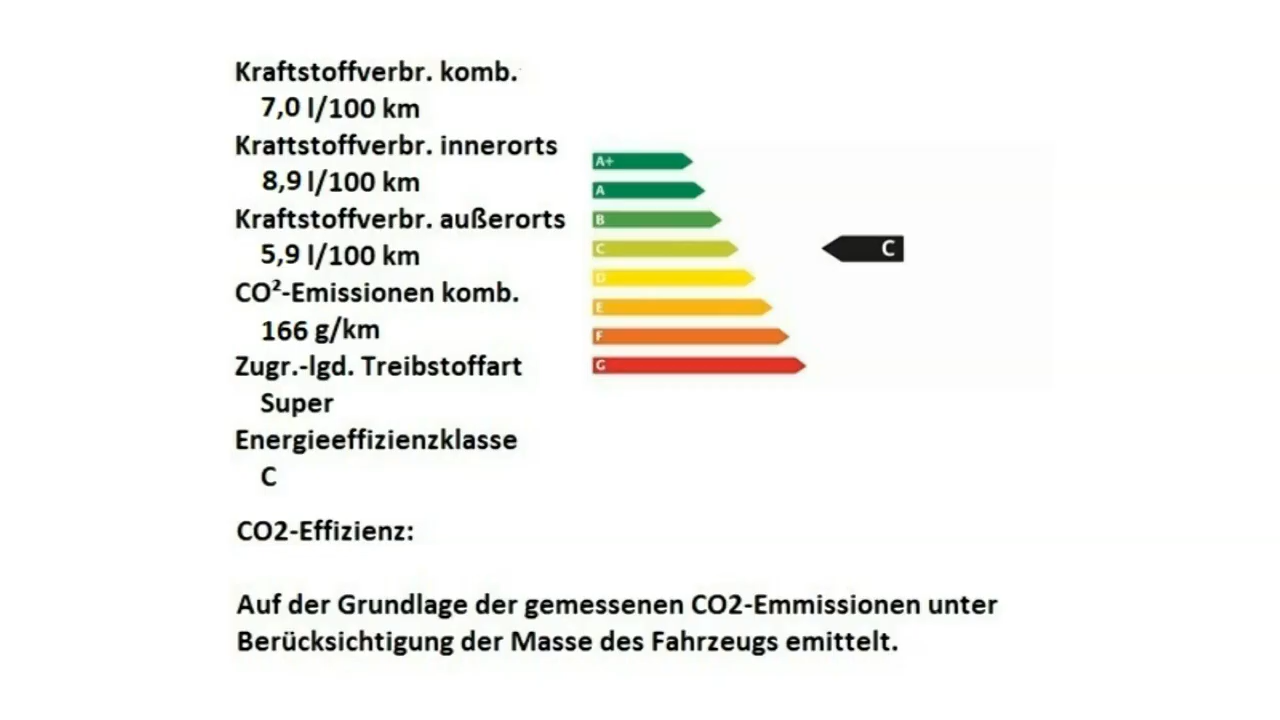 Kraftstoffverbr. komb.
7,0 l/100 km
Krattstoffverbr. innerorts
8,9 l/100 km
Kraftstoffverbr. außerorts
5,9 l/100 km
CO²-Emissionen komb.
166 g/km
Zugr.-lgd. Treibstoffart
Super
Energieeffizienzklasse
C
A+
A
B
C
D
E
F
G
C
CO2-Effizienz:
Auf der Grundlage der gemessenen CO2-Emmissionen unter
Berücksichtigung der Masse des Fahrzeugs emittelt.